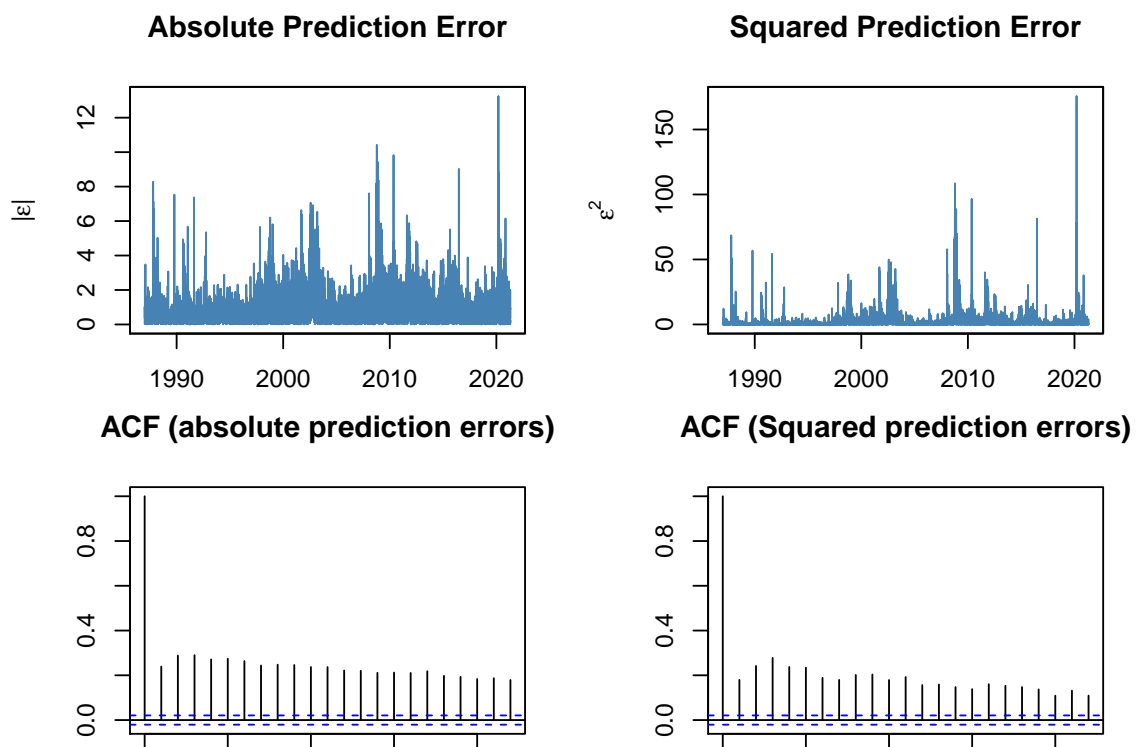 Absolute Prediction Error
|ε|
0 2 4 6 8 12
1990 2000 2010 2020
Squared Prediction Error
ε²
0 50 100 150
1990 2000 2010 2020
ACF (absolute prediction errors)
0.0 0.4 0.8
ACF (Squared prediction errors)
0.0 0.4 0.8